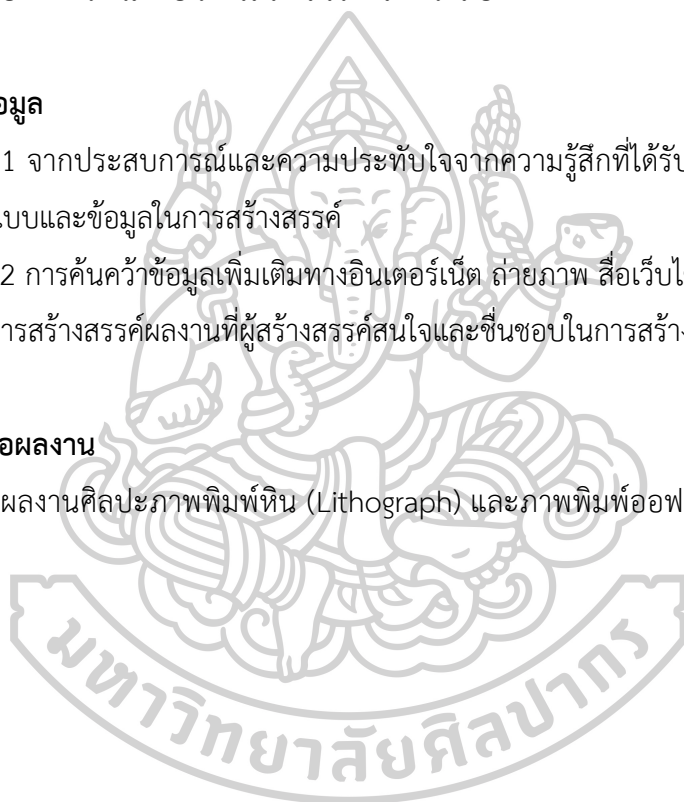 อมูล
1 จากประสบการณ์และความประทับใจจากความรู้สึกที่ได้รับ
แบบและข้อมูลในการสร้างสรรค์
2 การค้นคว้าข้อมูลเพิ่มเติมทางอินเตอร์เน็ต ถ่ายภาพ สื่อเว็บไ
ารสร้างสรรค์ผลงานที่ผู้สร้างสรรค์สนใจและชื่นชอบในการสร้าง
อผลงาน
ผลงานศิลปะภาพพิมพ์หิน (Lithograph) และภาพพิมพ์ออฟ
มหาวิทยาลัยศิลปากร